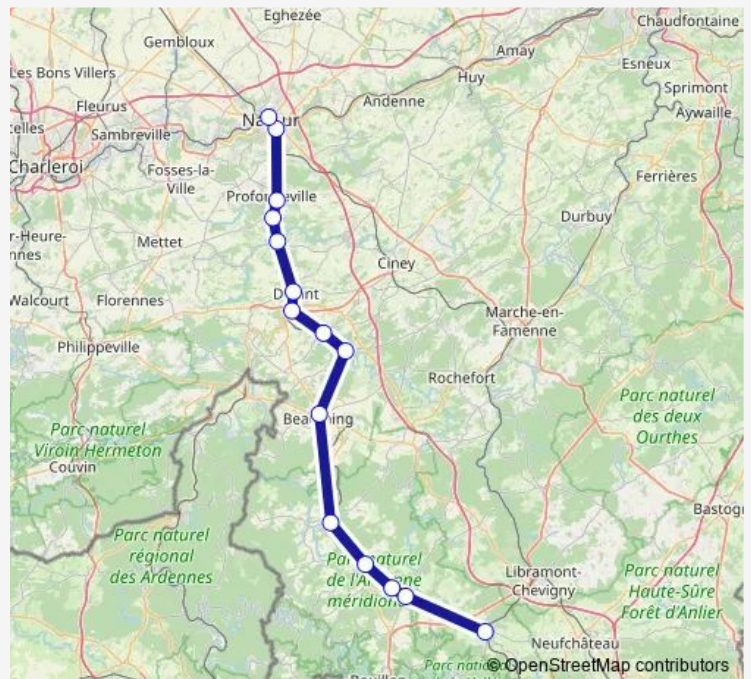 Eghezée
Chaudfontaine
Gembloux
Amay
Esneux
Les Bons Villers
Huy
Sprimont
Fleurus
Andenne
Aywaille
Sambreville
Charleroi
Fosses-la-
Ville
Ferrières
Durbuy
Mettet
Ciney
Walcourt
Florennes
Marche-en-
Famenne
Philippeville
Rochefort
Parc naturel
des deux
Ourthes
Parc naturel
Viroin Hermeton
Couvin
Parc naturel
régional
des Ardennes
Libramont-
Chevigny
Parc naturel
Haute-Sûre
Forêt d'Anlier
Neufchâteau
© OpenStreetMap contributors